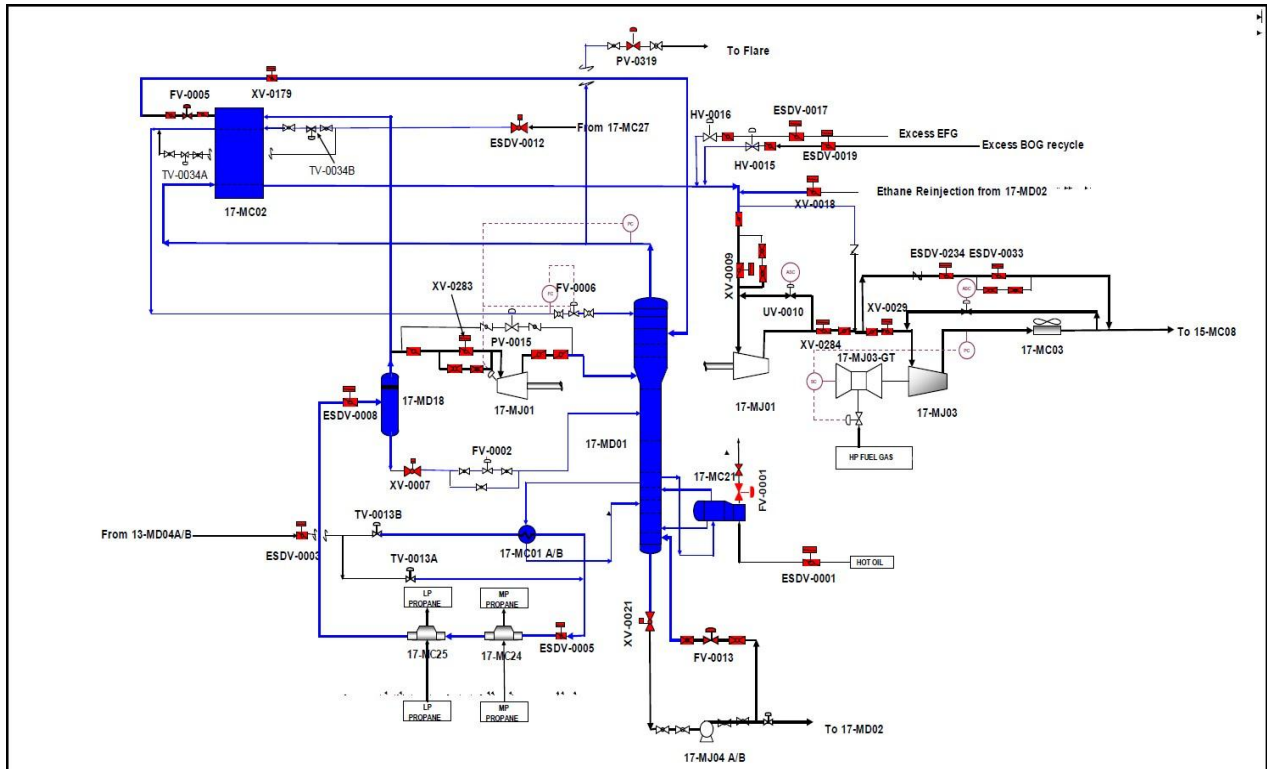 To Flare
PV-0319
XV-0179
FV-0005
HV-0016
ESDV-0017
From 17-MC27
Excess EFG
ESDV-0012
Excess BOG recycle
HV-0015
ESDV-0019
TV-0034A
TV-0034B
Ethane Reinjection from 17-MD02
XV-0018
17-MC02
PC
ESDV-0234
ESDV-0033
XV-0009
ASC
ASC
XV-0283
FC
FV-0006
UV-0010
XV-0029
PV-0015
XV-0284
To 15-MC08
17-MJ03-GT
PC
17-MC03
ESDV-0008
17-MD18
17-MJ01
17-MJ01
17-MJ03
FV-0002
17-MD01
HP FUEL GAS
XV-0007
17-MC21
FV-0001
TV-0013B
From 13-MD04A/B
ESDV-0003
17-MC01 A/B
TV-0013A
HOT OIL
ESDV-0001
LP
PROPANE
MP
PROPANE
XV-0021
ESDV-0005
17-MC25
17-MC24
FV-0013
LP
PROPANE
MP
PROPANE
To 17-MD02
17-MJ04 A/B